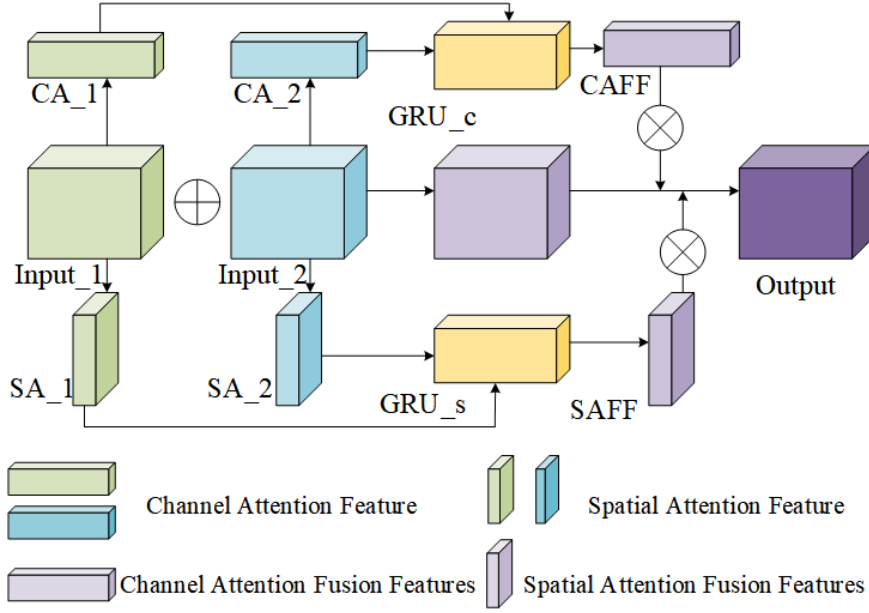 CA_1
CA_2
GRU_c
CAFF
Input_1
Input_2
Output
SA_1
SA_2
GRU_s
SAFF
Channel Attention Feature
Spatial Attention Feature
Channel Attention Fusion Features
Spatial Attention Fusion Features